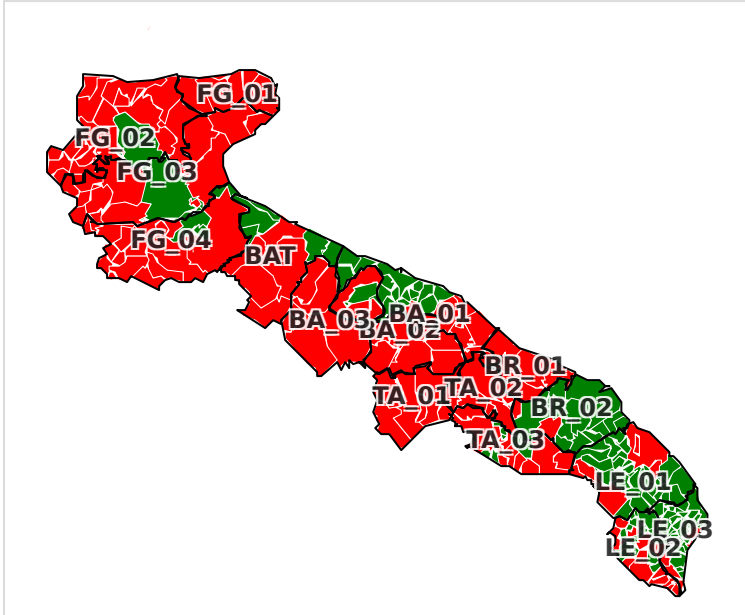 FG_01
FG_02
FG_03
FG_04
BAT
BA_03
BA_01
BA_02
BR_01
TA_01
TA_02
BR_02
TA_03
LE_01
LE_03
LE_02